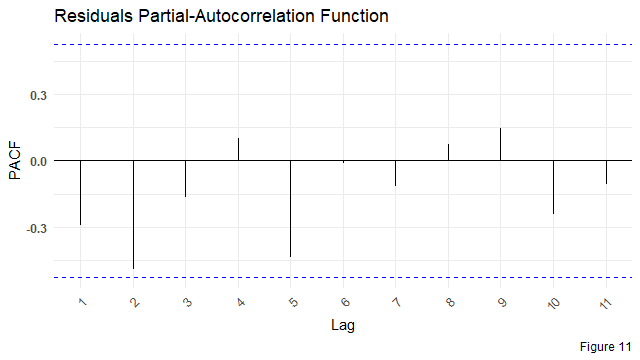 Residuals Partial-Autocorrelation Function
PACF
0.3
0.0
-0.3
1 2 3 4 5 6 7 8 9 10 11
Lag
Figure 11